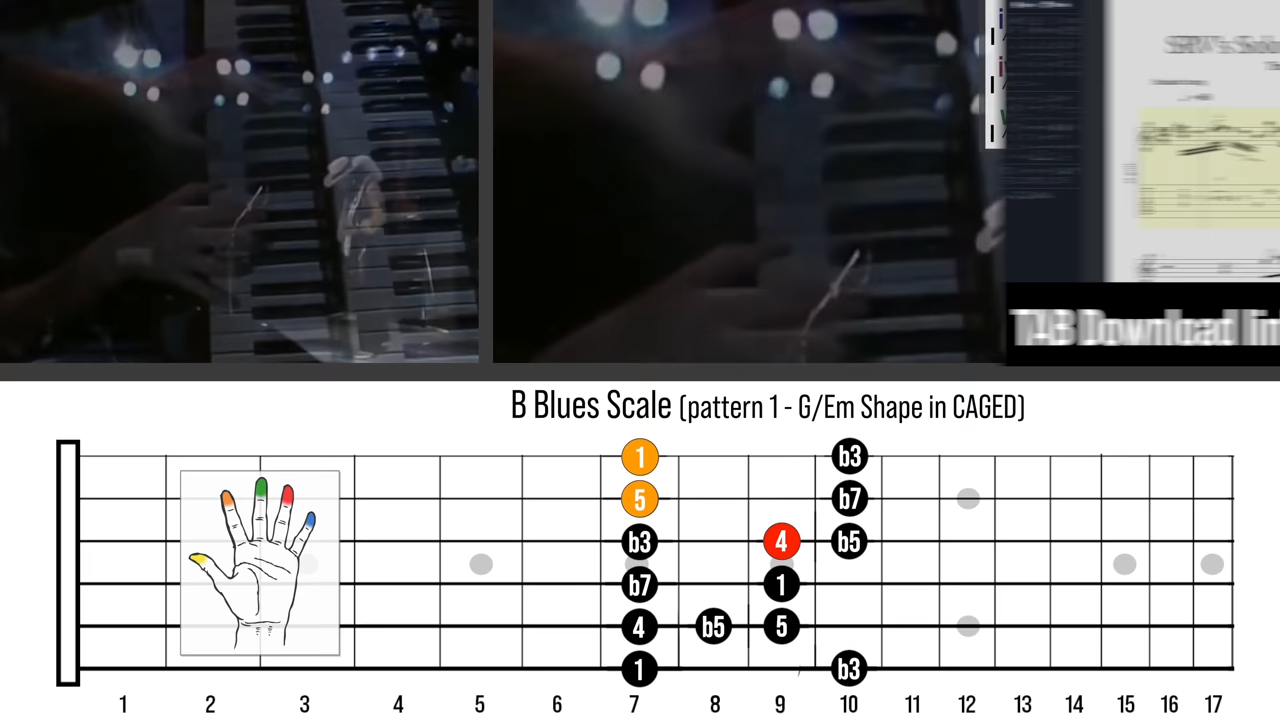 TAB Download lin
B Blues Scale (pattern 1 - G/Em Shape in CAGED)
1 b3
5 b7
b3 4 b5
b7 1
4 b5 5
1 b3
1 2 3 4 5 6 7 8 9 10 11 12 13 14 15 16 17